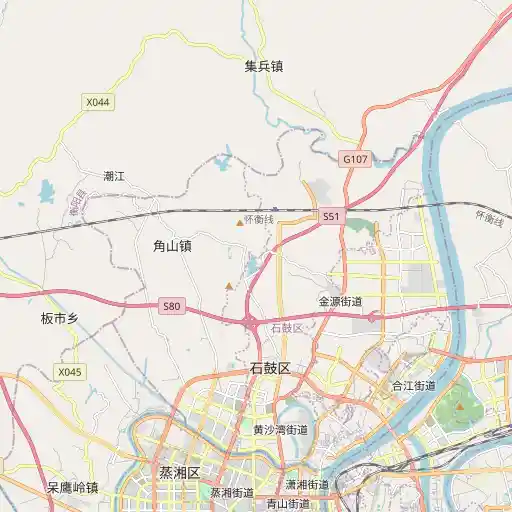 集兵镇
X044
G107
潮江
衡阳县
怀衡线
S51
怀衡线
角山镇
金源街道
S80
板市乡
石鼓区
石鼓区
X045
合江街道
黄沙湾街道
蒸湘区
呆鹰岭镇
蒸湘街道
潇湘街道
青山街道